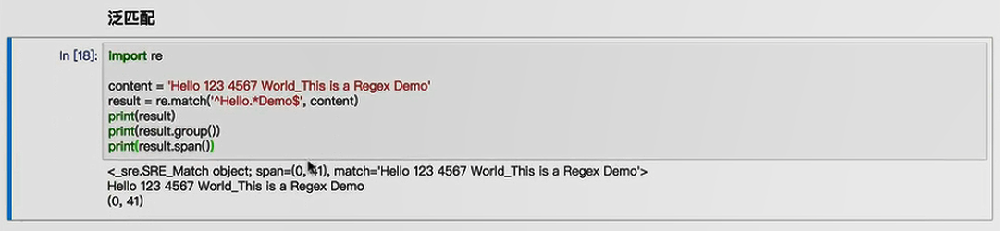 泛匹配
In [18]:
import re
content = 'Hello 123 4567 World_This is a Regex Demo'
result = re.match('^Hello.*Demo$', content)
print(result)
print(result.group())
print(result.span())
<_sre.SRE_Match object; span=(0, 41), match='Hello 123 4567 World_This is a Regex Demo'>
Hello 123 4567 World_This is a Regex Demo
(0, 41)